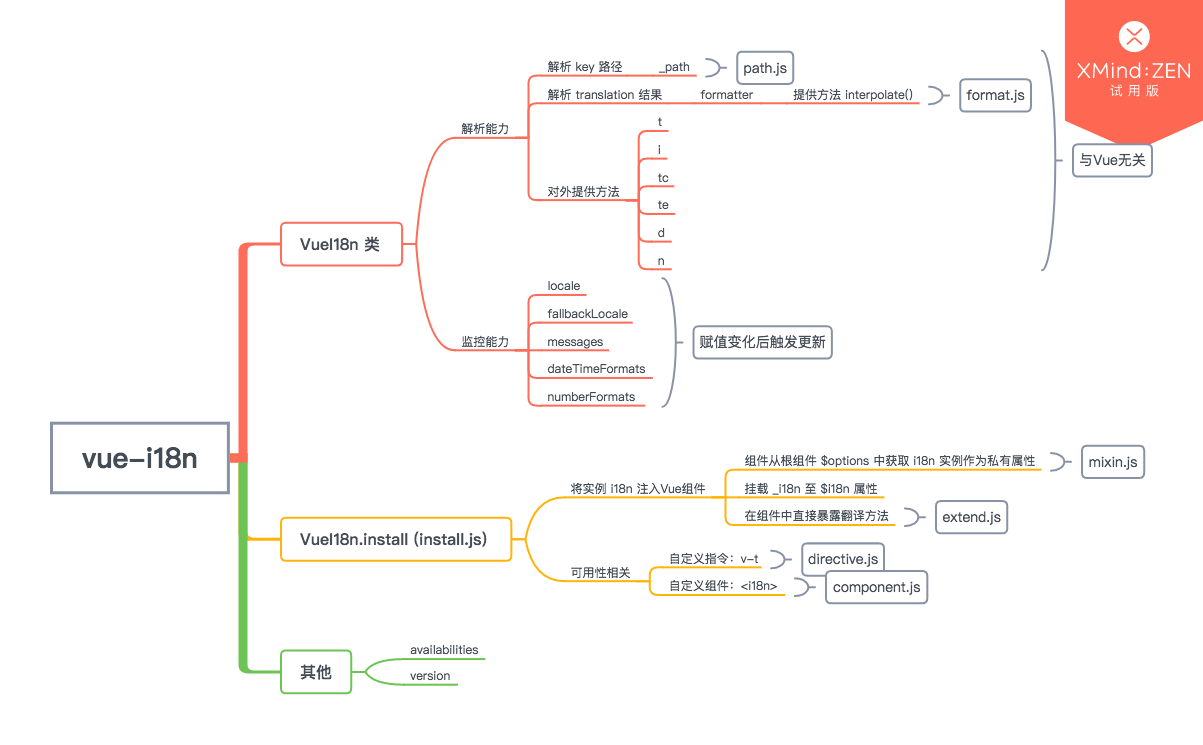 XMind:ZEN
试用版
vue-i18n
VueI18n 类
解析能力
解析 key 路径
_path
path.js
解析 translation 结果
formatter
提供方法 interpolate()
format.js
对外提供方法
t
i
tc
te
d
n
与Vue无关
监控能力
locale
fallbackLocale
messages
dateTimeFormats
numberFormats
赋值变化后触发更新
VueI18n.install (install.js)
将实例 i18n 注入Vue组件
组件从根组件 $options 中获取 i18n 实例作为私有属性
mixin.js
挂载 _i18n 至 $i18n 属性
在组件中直接暴露翻译方法
extend.js
可用性相关
自定义指令：v-t
directive.js
自定义组件：<i18n>
component.js
其他
availabilities
version